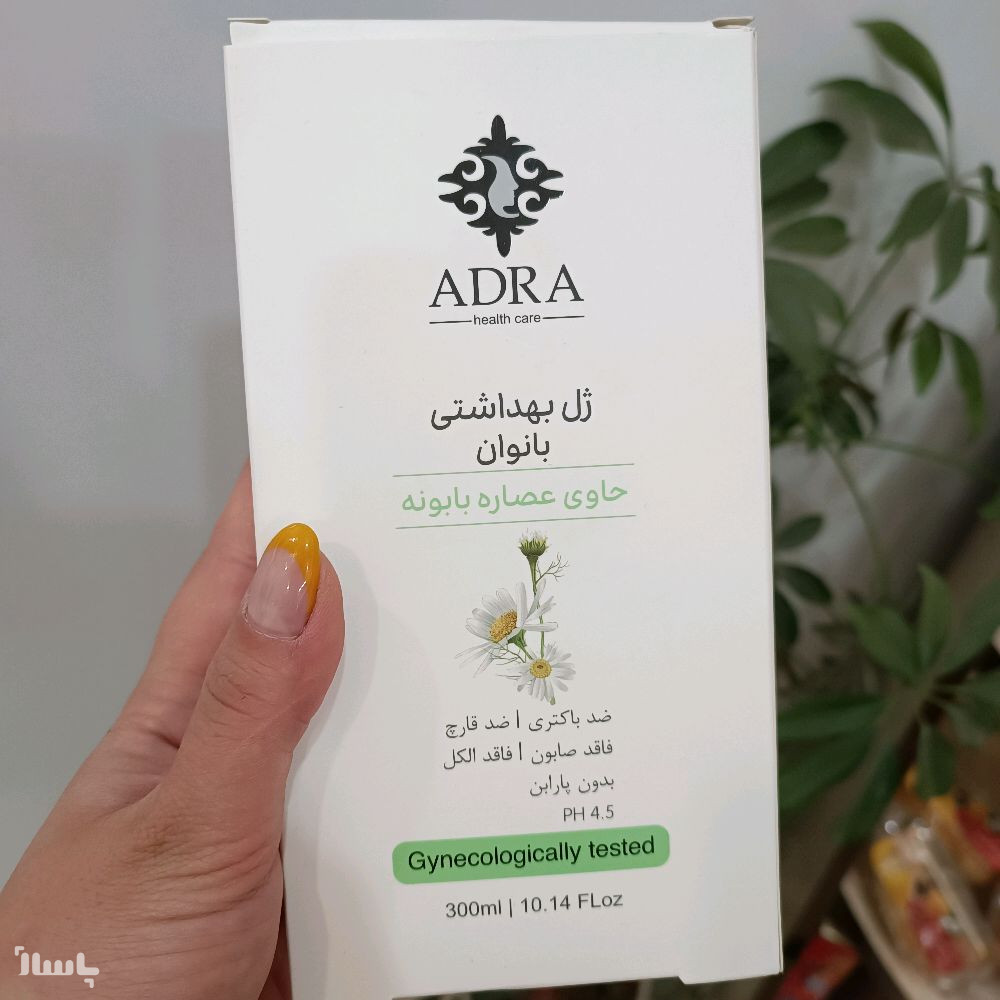 ADRA
health care
ژل بهداشتی
بانوان
حاوی عصاره بابونه
ضد باکتری | ضد قارچ
فاقد صابون | فاقد الکل
بدون پارابن
PH 4.5
Gynecologically tested
300ml | 10.14 FLoz
پاساژ